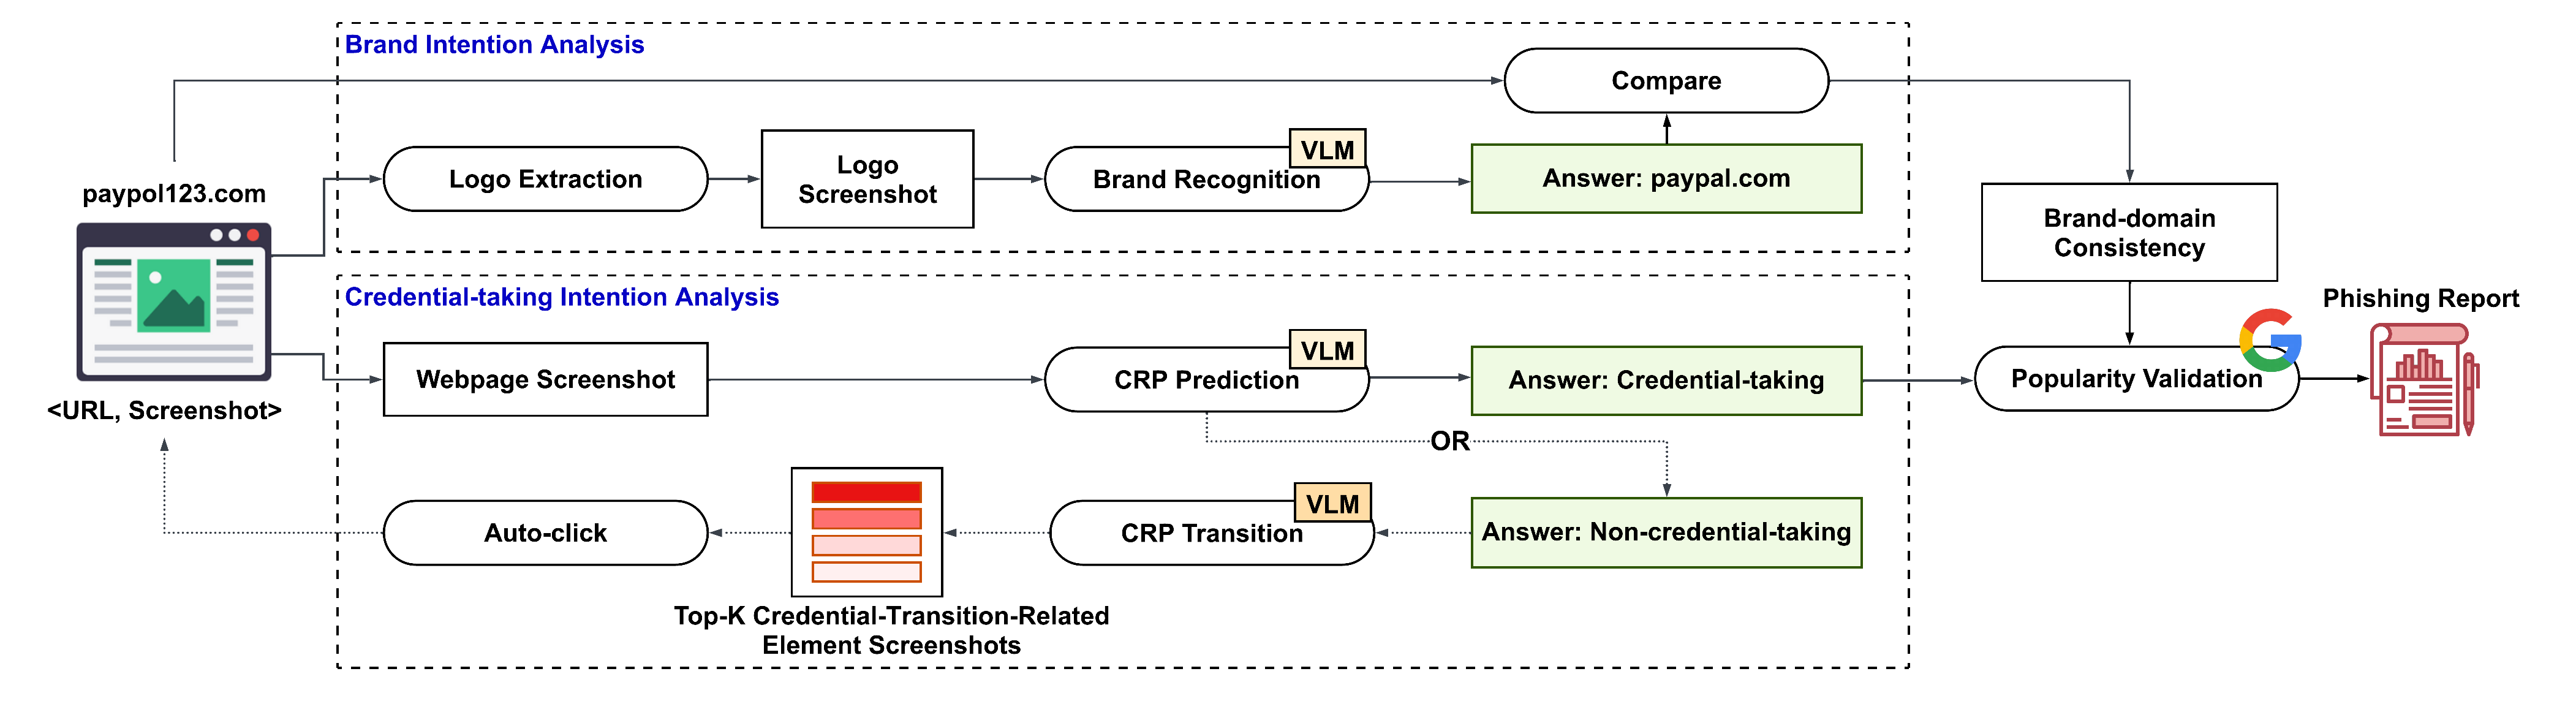 Brand Intention Analysis
Compare
paypol123.com
Logo Extraction
Logo
Screenshot
VLM
Brand Recognition
Answer: paypal.com
Brand-domain
Consistency
<URL, Screenshot>
Credential-taking Intention Analysis
Webpage Screenshot
VLM
CRP Prediction
Answer: Credential-taking
Popularity Validation
Phishing Report
OR
Auto-click
Top-K Credential-Transition-Related
Element Screenshots
VLM
CRP Transition
Answer: Non-credential-taking